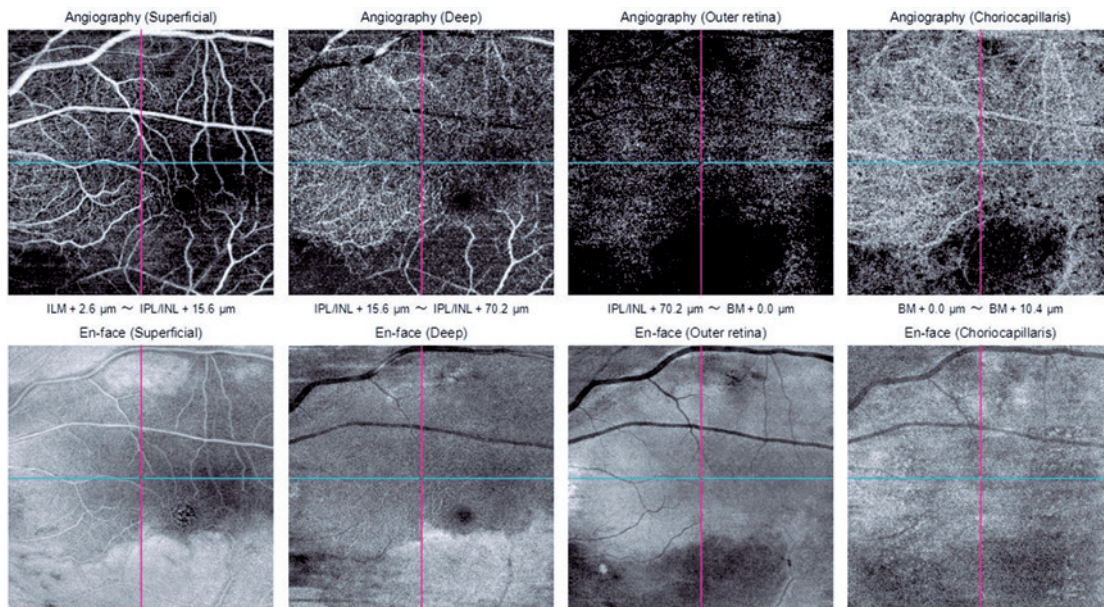 Angiography (Superficial) Angiography (Deep) Angiography (Outer retina) Angiography (Choriocapillaris)
ILM + 2.6 µm ～ IPL/INL + 15.6 µm IPL/INL + 15.6 µm ～ IPL/INL + 70.2 µm IPL/INL + 70.2 µm ～ BM + 0.0 µm BM + 0.0 µm ～ BM + 10.4 µm
En-face (Superficial) En-face (Deep) En-face (Outer retina) En-face (Choriocapillaris)